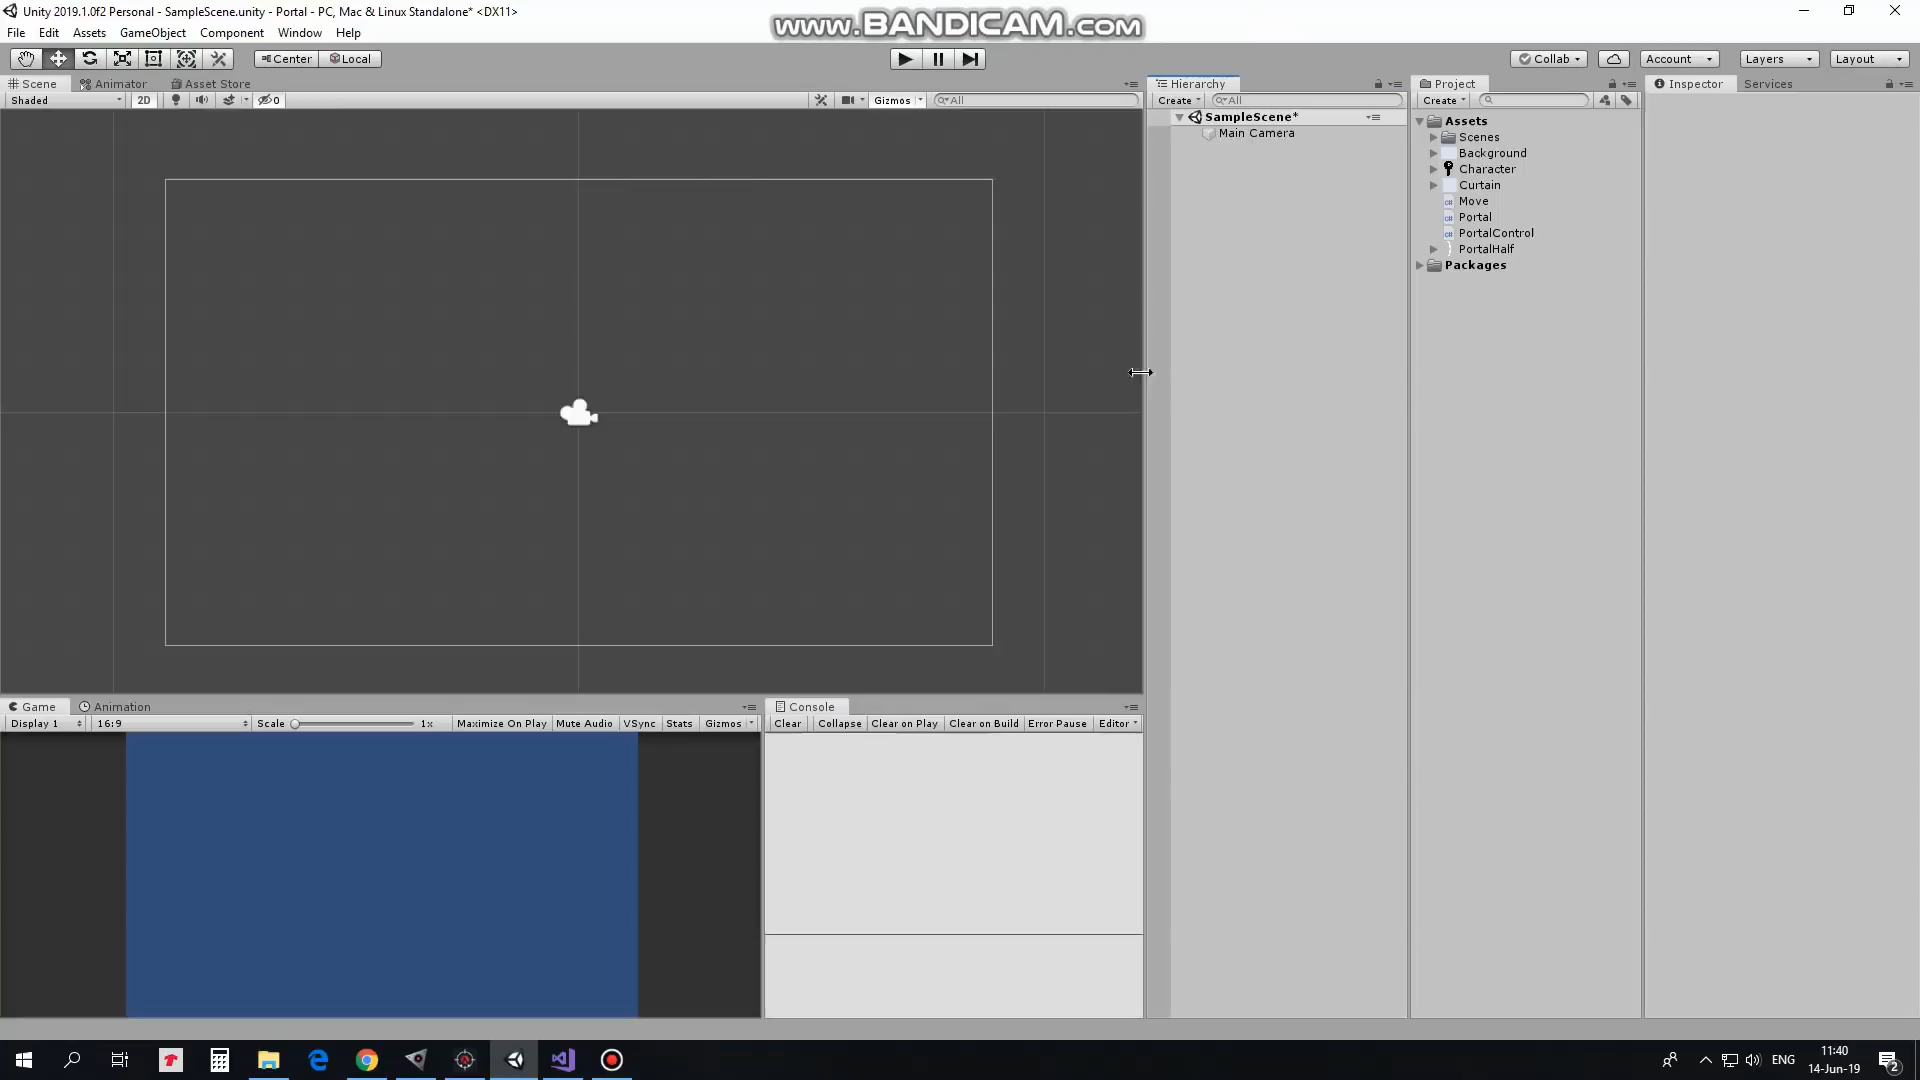 Unity 2019.1.0f2 Personal - SampleScene.unity - Portal - PC, Mac & Linux Standalone* <DX11>
www.BANDICAM.com
File Edit Assets GameObject Component Window Help
Center Local
Collab Account Layers Layout
Scene Animator Asset Store
Shaded 2D 0 Gizmos All
Hierarchy
Create All
SampleScene*
Main Camera
Project
Create
Assets
Scenes
Background
Character
Curtain
Move
Portal
PortalControl
PortalHalf
Packages
Inspector Services
Game Animation
Display 1 16:9 Scale 1x Maximize On Play Mute Audio VSync Stats Gizmos
Console
Clear Collapse Clear on Play Clear on Build Error Pause Editor
ENG
11:40
14-Jun-19
2